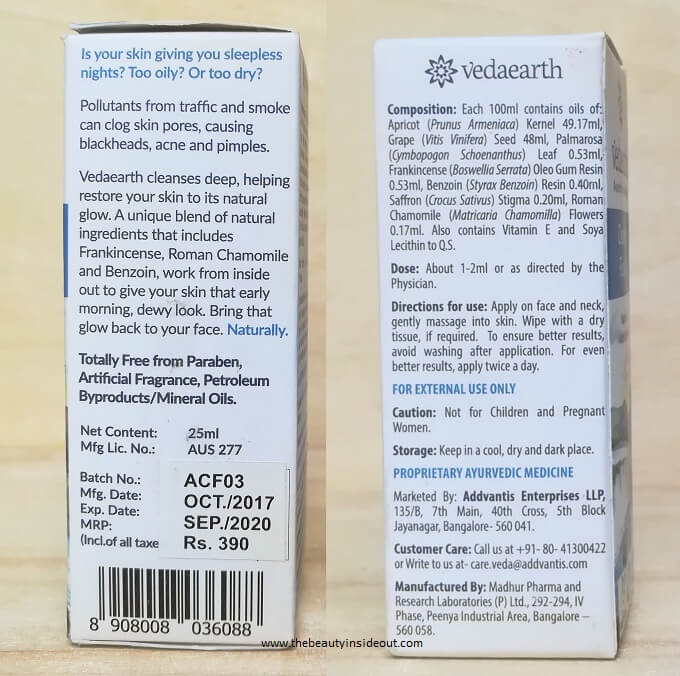 Is your skin giving you sleepless
nights? Too oily? Or too dry?
Pollutants from traffic and smoke
can clog skin pores, causing
blackheads, acne and pimples.
Vedaearth cleanses deep, helping
restore your skin to its natural
glow. A unique blend of natural
ingredients that includes
Frankincense, Roman Chamomile
and Benzoin, work from inside
out to give your skin that early
morning, dewy look. Bring that
glow back to your face. Naturally.
Totally Free from Paraben,
Artificial Fragrance, Petroleum
Byproducts/Mineral Oils.
Net Content: 25ml
Mfg Lic. No.: AUS 277
Batch No.: ACF03
Mfg. Date: OCT./2017
Exp. Date: SEP./2020
MRP: Rs. 390
(Incl.of all taxe
8 908008 036088
vedaearth
Composition: Each 100ml contains oils of:
Apricot (Prunus Armeniaca) Kernel 49.17ml,
Grape (Vitis Vinifera) Seed 48ml, Palmarosa
(Cymbopogon Schoenanthus) Leaf 0.53ml,
Frankincense (Boswellia Serrata) Oleo Gum Resin
0.53ml, Benzoin (Styrax Benzoin) Resin 0.40ml,
Saffron (Crocus Sativus) Stigma 0.20ml, Roman
Chamomile (Matricaria Chamomilla) Flowers
0.17ml. Also contains Vitamin E and Soya
Lecithin to Q.S.
Dose: About 1-2ml or as directed by the
Physician.
Directions for use: Apply on face and neck,
gently massage into skin. Wipe with a dry
tissue, if required. To ensure better results,
avoid washing after application. For even
better results, apply twice a day.
FOR EXTERNAL USE ONLY
Caution: Not for Children and Pregnant
Women.
Storage: Keep in a cool, dry and dark place.
PROPRIETARY AYURVEDIC MEDICINE
Marketed By: Addvantis Enterprises LLP,
135/B, 7th Main, 40th Cross, 5th Block
Jayanagar, Bangalore- 560 041.
Customer Care: Call us at +91- 80- 41300422
or Write to us at- care.veda@addvantis.com
Manufactured By: Madhur Pharma and
Research Laboratories (P) Ltd., 292-294, IV
Phase, Peenya Industrial Area, Bangalore –
560 058.
www.thebeautyinsideout.com